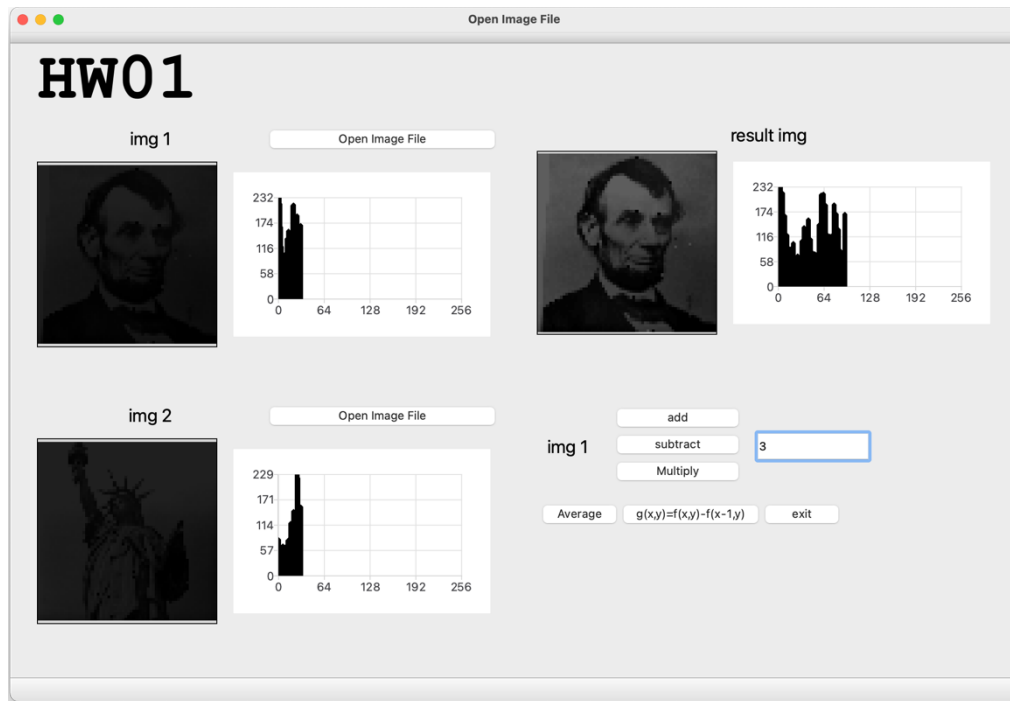 Open Image File
HW01
img 1
Open Image File
232
174
116
58
0
0 64 128 192 256
result img
232
174
116
58
0
0 64 128 192 256
img 2
Open Image File
229
171
114
57
0
0 64 128 192 256
img 1
add
subtract
Multiply
3
Average
g(x,y)=f(x,y)-f(x-1,y)
exit